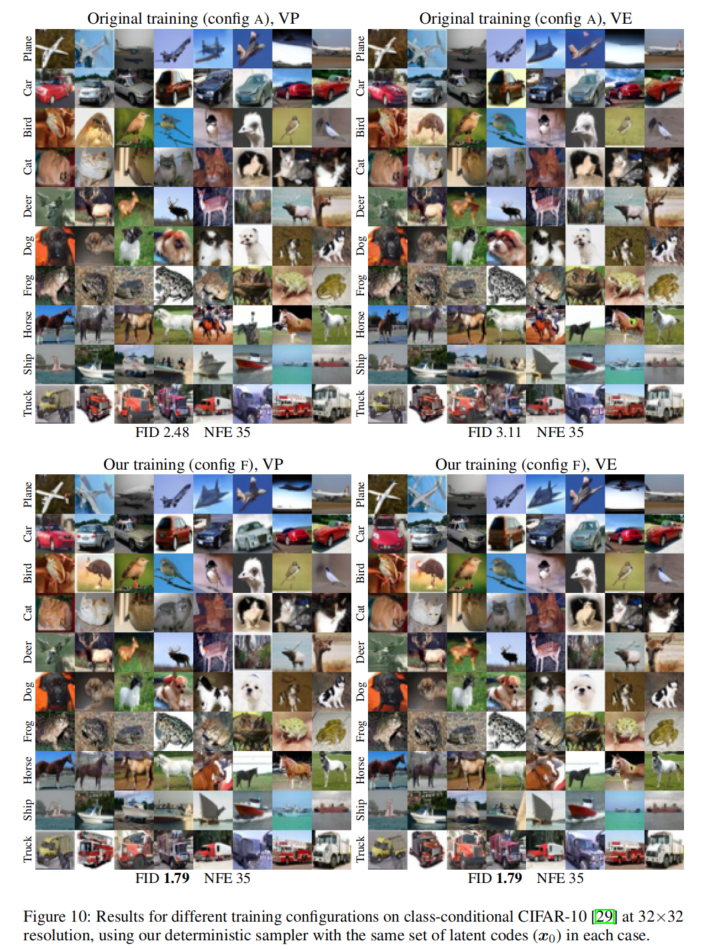 Original training (config A), VP
Original training (config A), VE
Plane
Car
Bird
Cat
Deer
Dog
Frog
Horse
Ship
Truck
Plane
Car
Bird
Cat
Deer
Dog
Frog
Horse
Ship
Truck
FID 2.48 NFE 35
FID 3.11 NFE 35
Our training (config F), VP
Our training (config F), VE
Plane
Car
Bird
Cat
Deer
Dog
Frog
Horse
Ship
Truck
Plane
Car
Bird
Cat
Deer
Dog
Frog
Horse
Ship
Truck
FID 1.79 NFE 35
FID 1.79 NFE 35
Figure 10: Results for different training configurations on class-conditional CIFAR-10 [29] at 32×32
resolution, using our deterministic sampler with the same set of latent codes (x₀) in each case.